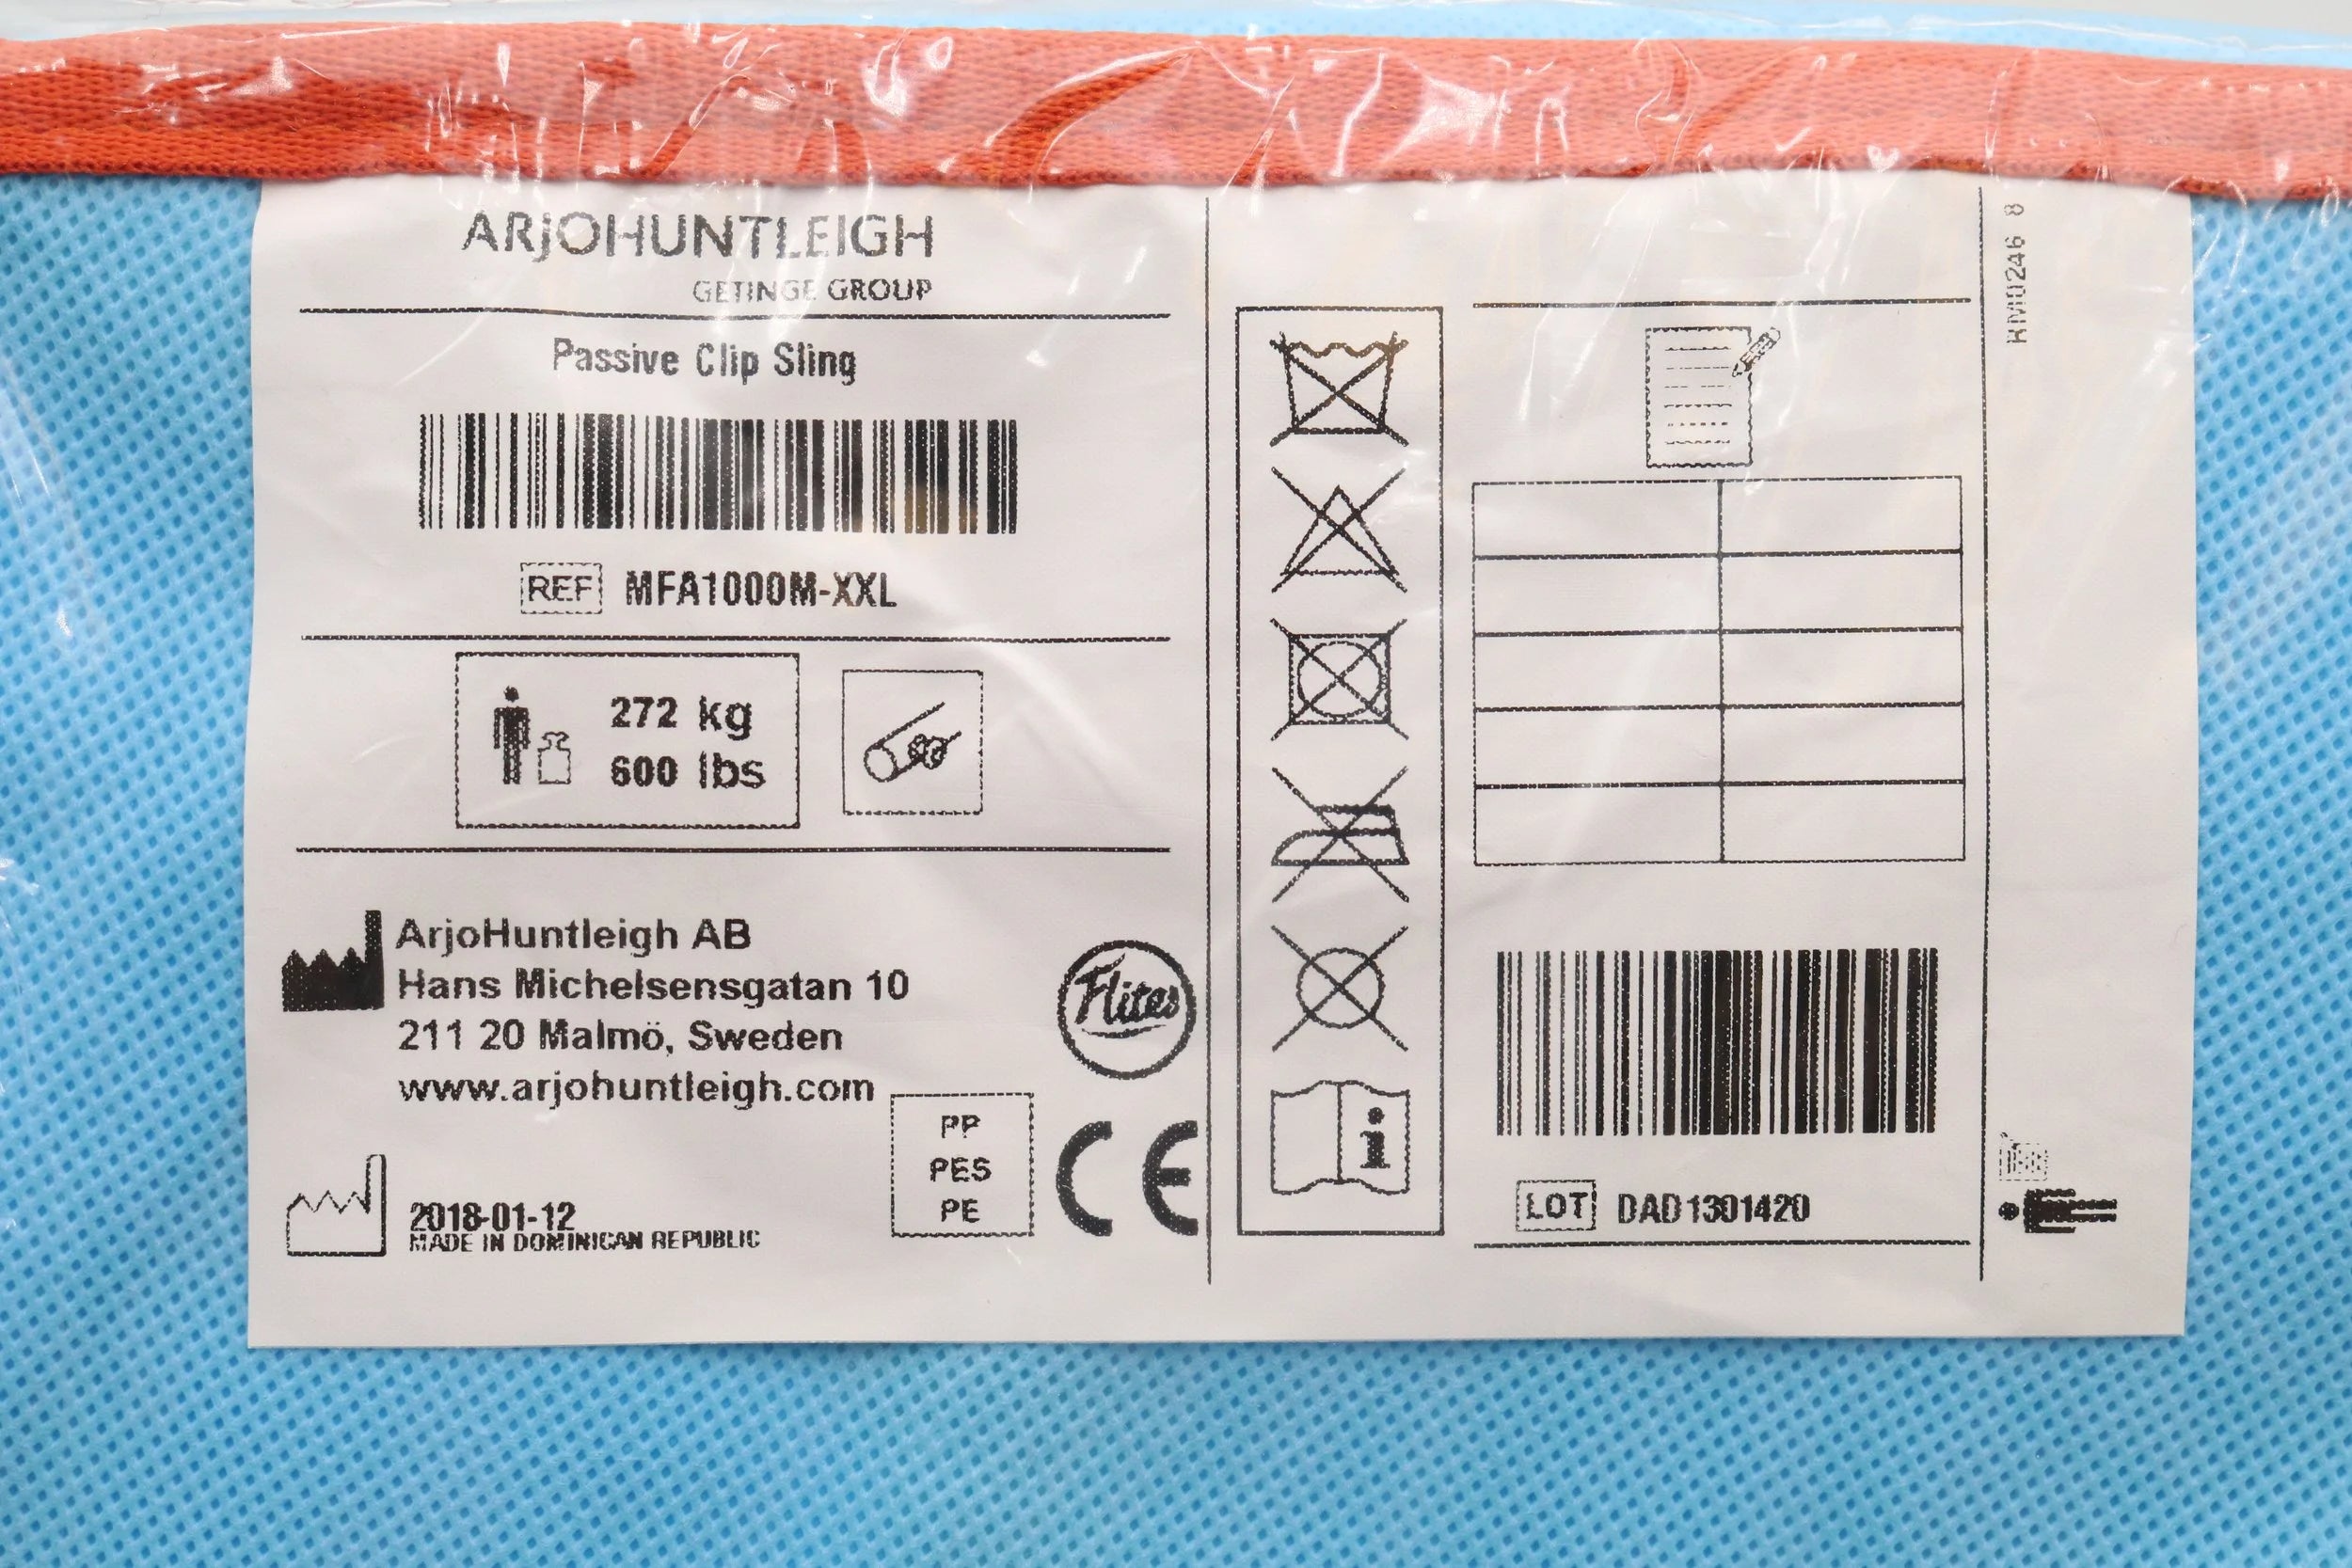 ARJOHUNTLEIGH
GETINGE GROUP
Passive Clip Sling
REF MFA1000M-XXL
272 kg
600 lbs
ArjoHuntleigh AB
Hans Michelsensgatan 10
211 20 Malmö, Sweden
www.arjohuntleigh.com
Flites
PP
PES
PE
CE
2018-01-12
MADE IN DOMINICAN REPUBLIC
i
LOT DAD1301420